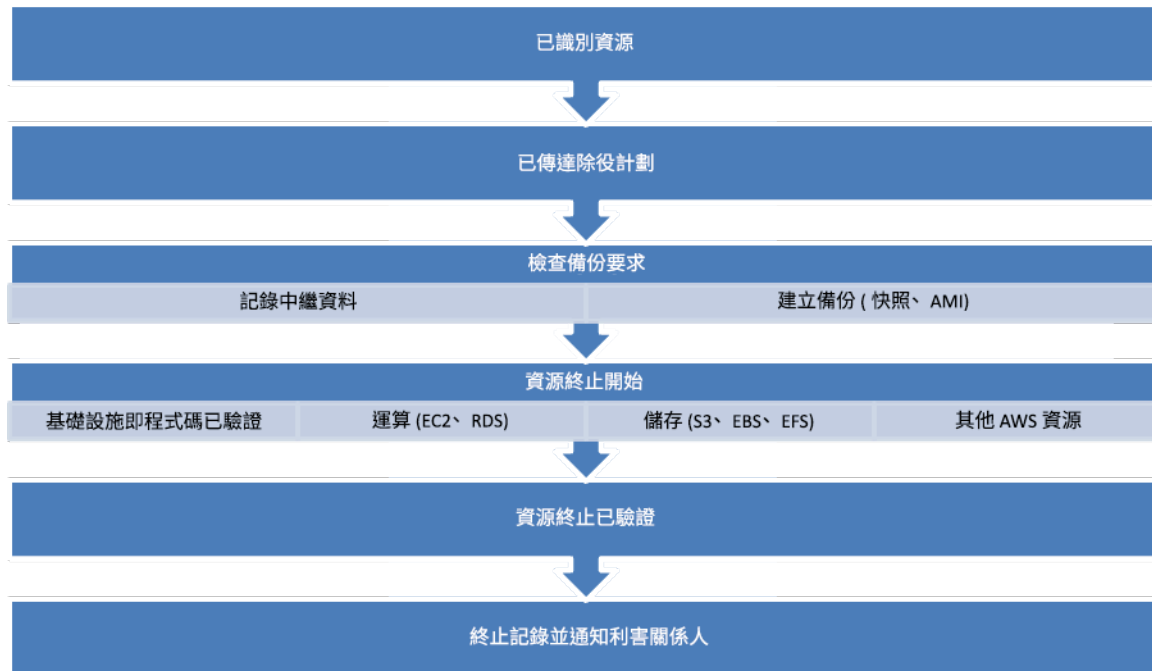 已識別資源
已傳達除役計劃
檢查備份要求
記錄中繼資料
建立備份 ( 快照、AMI)
資源終止開始
基礎設施即程式碼已驗證
運算 (EC2、RDS)
儲存 (S3、EBS、EFS)
其他 AWS 資源
資源終止已驗證
終止記錄並通知利害關係人